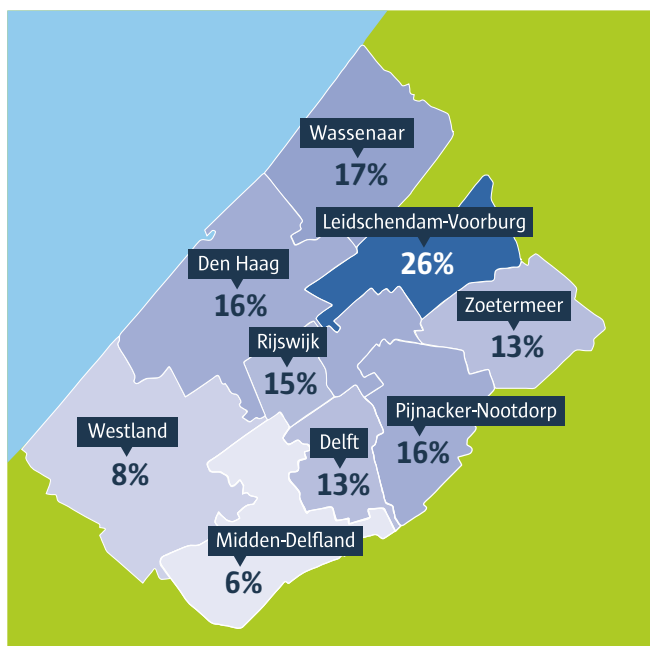 Wassenaar
17%
Leidschendam-Voorburg
26%
Den Haag
16%
Zoetermeer
13%
Rijswijk
15%
Pijnacker-Nootdorp
16%
Westland
8%
Delft
13%
Midden-Delfland
6%